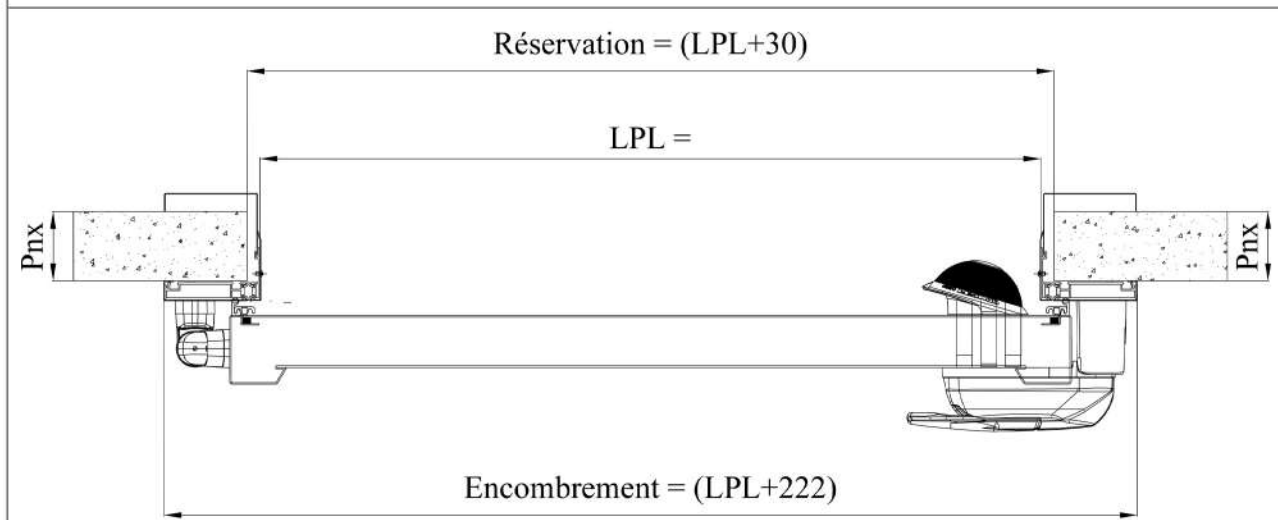 Réservation = (LPL+30)
LPL =
Pnx
Pnx
Encombrement = (LPL+222)